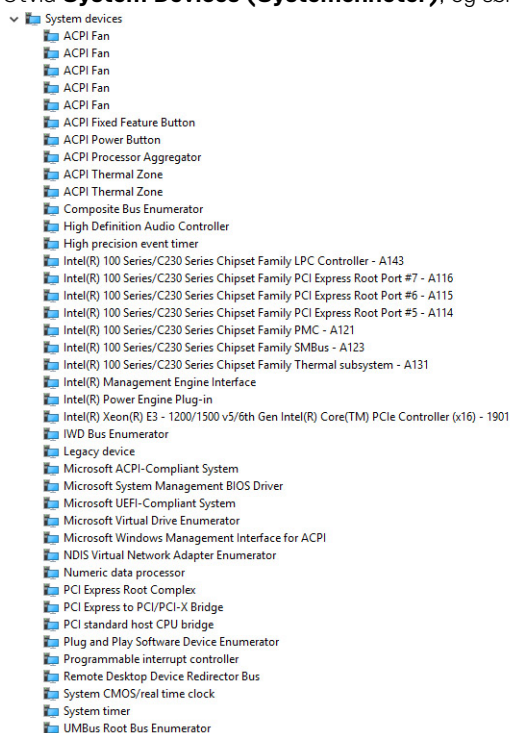 System Devices (Systemenheter), og
System devices
ACPI Fan
ACPI Fan
ACPI Fan
ACPI Fan
ACPI Fan
ACPI Fixed Feature Button
ACPI Power Button
ACPI Processor Aggregator
ACPI Thermal Zone
ACPI Thermal Zone
Composite Bus Enumerator
High Definition Audio Controller
High precision event timer
Intel(R) 100 Series/C230 Series Chipset Family LPC Controller - A143
Intel(R) 100 Series/C230 Series Chipset Family PCI Express Root Port #7 - A116
Intel(R) 100 Series/C230 Series Chipset Family PCI Express Root Port #6 - A115
Intel(R) 100 Series/C230 Series Chipset Family PCI Express Root Port #5 - A114
Intel(R) 100 Series/C230 Series Chipset Family PMC - A121
Intel(R) 100 Series/C230 Series Chipset Family SMBus - A123
Intel(R) 100 Series/C230 Series Chipset Family Thermal subsystem - A131
Intel(R) Management Engine Interface
Intel(R) Power Engine Plug-in
Intel(R) Xeon(R) E3 - 1200/1500 v5/6th Gen Intel(R) Core(TM) PCIe Controller (x16) - 1901
IWD Bus Enumerator
Legacy device
Microsoft ACPI-Compliant System
Microsoft System Management BIOS Driver
Microsoft UEFI-Compliant System
Microsoft Virtual Drive Enumerator
Microsoft Windows Management Interface for ACPI
NDIS Virtual Network Adapter Enumerator
Numeric data processor
PCI Express Root Complex
PCI Express to PCI/PCI-X Bridge
PCI standard host CPU bridge
Plug and Play Software Device Enumerator
Programmable interrupt controller
Remote Desktop Device Redirector Bus
System CMOS/real time clock
System timer
UMBus Root Bus Enumerator